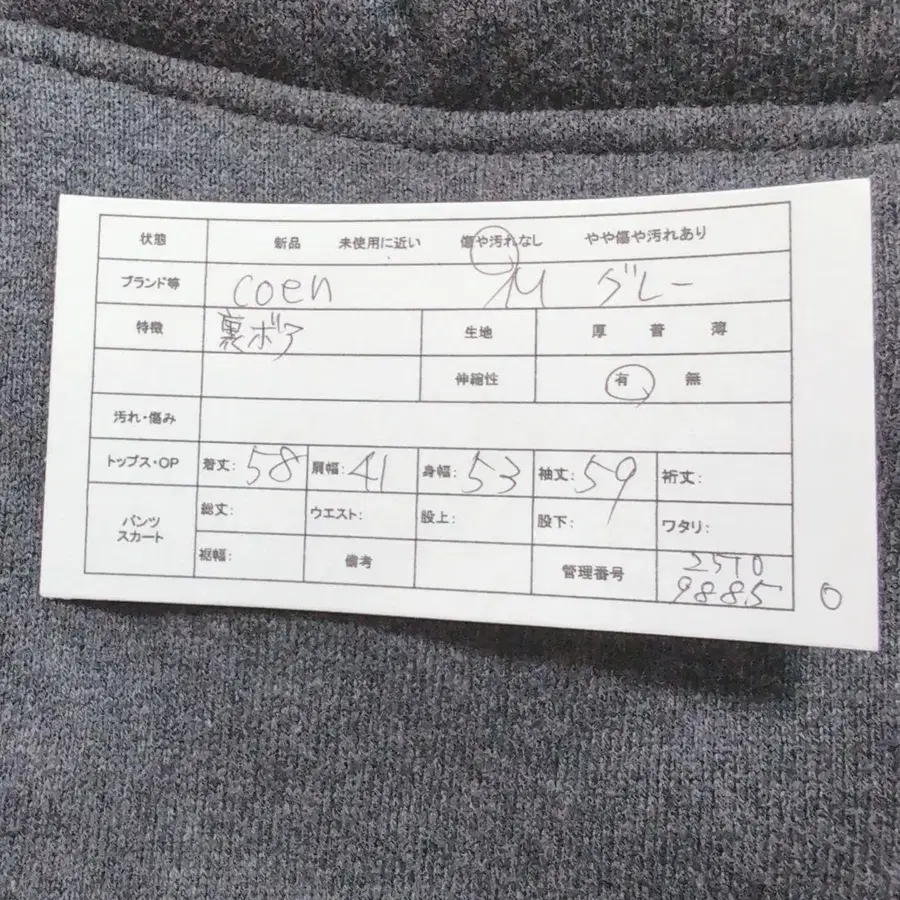 状態 新品 未使用に近い 傷や汚れなし やや傷や汚れあり
ブランド等 coen M グレー
特徴 裏ボア 生地 厚 普 薄
伸縮性 有 無
汚れ・傷み
トップス・OP 着丈: 58 肩幅: 41 身幅: 53 袖丈: 59 裄丈:
パンツ スカート 総丈: ウエスト: 股上: 股下: ワタリ:
裾幅: 備考 管理番号 2510
9885 0